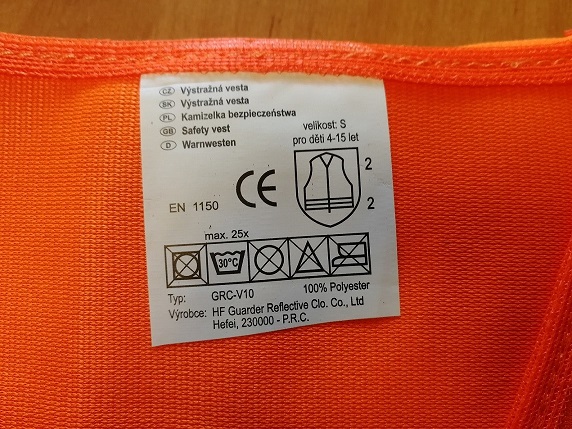 CZ Výstražná vesta
SK Výstražná vesta
PL Kamizelka bezpieczeństwa
GB Safety vest
D Warnwesten
velikost: S
pro děti 4-15 let
EN 1150
CE
2
2
max. 25x
30°C
Typ: GRC-V10 100% Polyester
Výrobce: HF Guarder Reflective Clo. Co., Ltd
Hefei, 230000 - P.R.C.